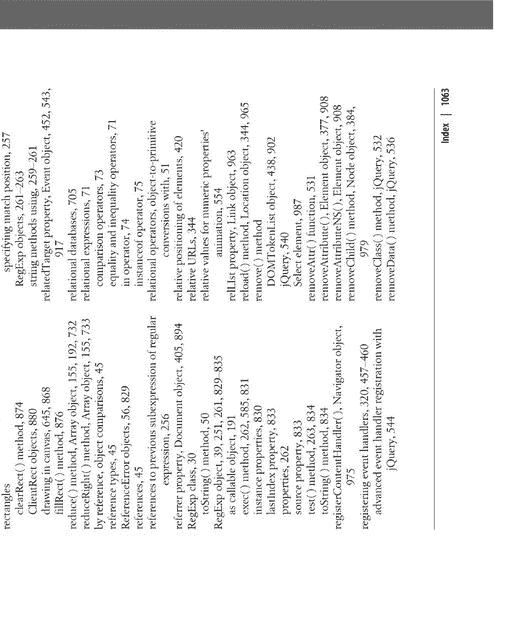 rectangles
clearRect( ) method, 874
ClientRect objects, 880
drawing in canvas, 645, 868
fillRect( ) method, 876
reduce( ) method, Array object, 155, 192, 732
reduceRight( ) method, Array object, 155, 733
by reference, object comparisons, 45
reference types, 45
ReferenceError objects, 56, 829
references, 45
references to previous subexpression of regular
expression, 256
referrer property, Document object, 405, 894
RegExp class, 30
toString( ) method, 50
RegExp object, 39, 251, 261, 829–835
as callable object, 191
exec( ) method, 262, 585, 831
instance properties, 830
lastIndex property, 833
properties, 262
source property, 833
test( ) method, 263, 834
toString( ) method, 834
registerContentHandler( ), Navigator object,
975
registering event handlers, 320, 457–460
advanced event handler registration with
jQuery, 544
specifying match position, 257
RegExp objects, 261–263
string methods using, 259–261
relatedTarget property, Event object, 452, 543,
917
relational databases, 705
relational expressions, 71
comparison operators, 73
equality and inequality operators, 71
in operator, 74
instanceof operator, 75
relational operators, object-to-primitive
conversions with, 51
relative positioning of elements, 420
relative URLs, 344
relative values for numeric properties'
animation, 554
relList property, Link object, 963
reload( ) method, Location object, 344, 965
remove( ) method
DOMTokenList object, 438, 902
jQuery, 540
Select element, 987
removeAttr( ) function, 531
removeAttribute( ), Element object, 377, 908
removeAttributeNS( ), Element object, 908
removeChild( ) method, Node object, 384,
979
removeClass( ) method, jQuery, 532
removeData( ) method, jQuery, 536
Index | 1063